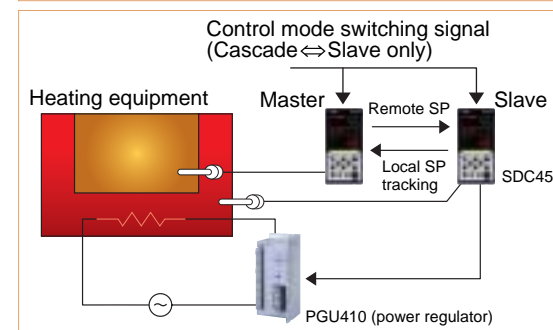 Control mode switching signal
(Cascade⇔Slave only)
Heating equipment
Master
Remote SP
Slave
Local SP
tracking
SDC45
PGU410 (power regulator)